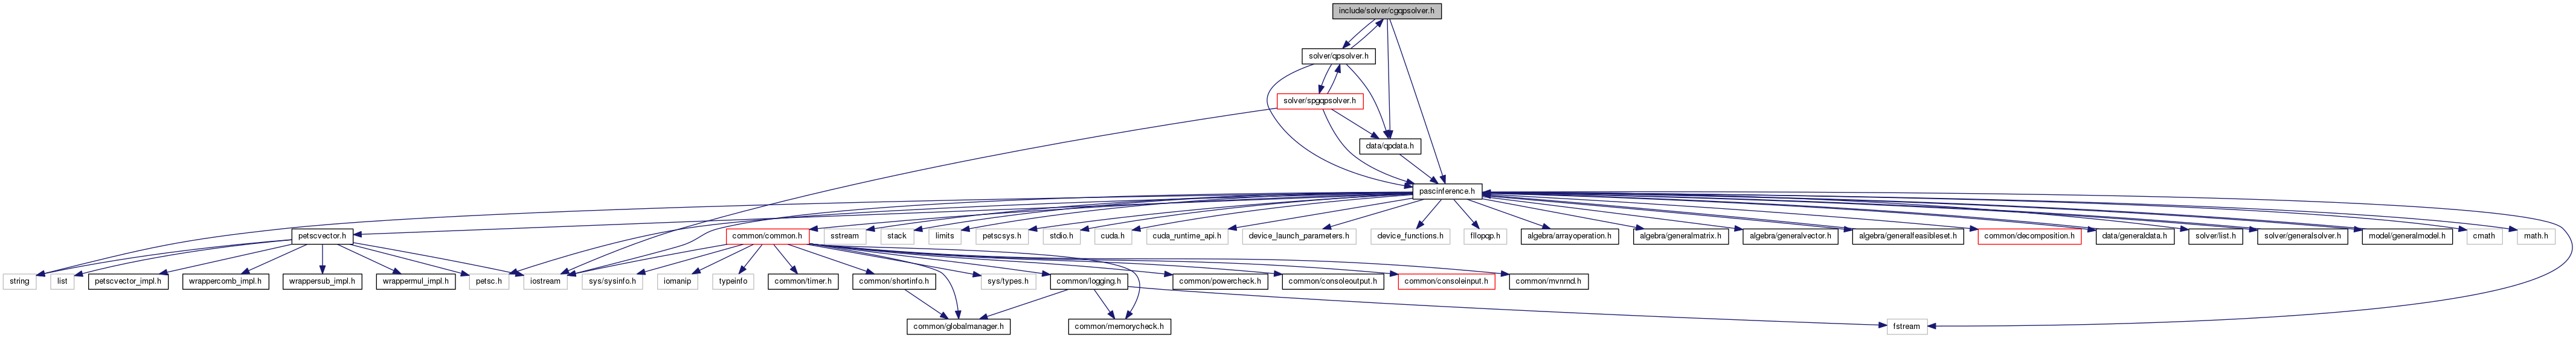 include/solver/cgqpsolver.h
solver/qpsolver.h
solver/spgqpsolver.h
data/qpdata.h
pascinference.h
petscvector.h
common/common.h
sstream
stack
limits
petscsys.h
stdio.h
cuda.h
cuda_runtime_api.h
device_launch_parameters.h
device_functions.h
fllopqp.h
algebra/arrayoperation.h
algebra/generalmatrix.h
algebra/generalvector.h
algebra/generalfeasibleset.h
common/decomposition.h
data/generaldata.h
solver/list.h
solver/generalsolver.h
model/generalmodel.h
cmath
math.h
string
list
petscvector_impl.h
wrappercomb_impl.h
wrappersub_impl.h
wrappermul_impl.h
petsc.h
iostream
sys/sysinfo.h
iomanip
typeinfo
common/timer.h
common/shortinfo.h
sys/types.h
common/logging.h
common/powercheck.h
common/consoleoutput.h
common/consoleinput.h
common/mvnrnd.h
common/globalmanager.h
common/memorycheck.h
fstream